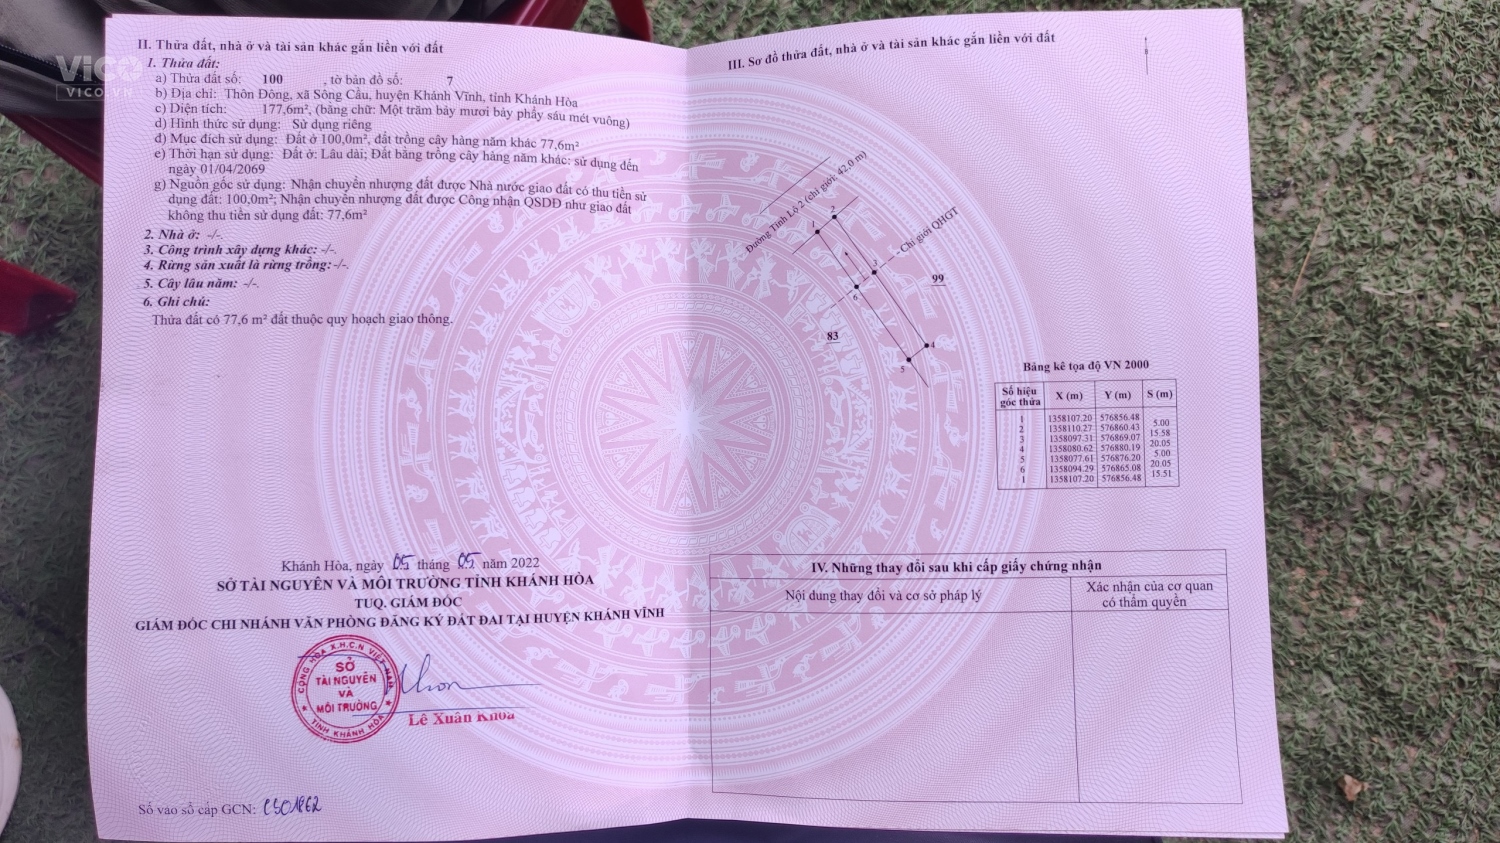 VICO
VICO.VN
II. Thửa đất, nhà ở và tài sản khác gắn liền với đất
1. Thửa đất:
a) Thửa đất số: 100 , tờ bản đồ số: 7
b) Địa chỉ: Thôn Đông, xã Sông Cầu, huyện Khánh Vĩnh, tỉnh Khánh Hòa
c) Diện tích: 177,6m², (bằng chữ: Một trăm bảy mươi bảy phẩy sáu mét vuông)
d) Hình thức sử dụng: Sử dụng riêng
đ) Mục đích sử dụng: Đất ở 100,0m², đất trồng cây hàng năm khác 77,6m²
e) Thời hạn sử dụng: Đất ở: Lâu dài; Đất bằng trồng cây hàng năm khác: sử dụng đến
ngày 01/04/2069
g) Nguồn gốc sử dụng: Nhận chuyển nhượng đất được Nhà nước giao đất có thu tiền sử
dụng đất: 100,0m²; Nhận chuyển nhượng đất được Công nhận QSDĐ như giao đất
không thu tiền sử dụng đất: 77,6m²
2. Nhà ở: -/-.
3. Công trình xây dựng khác: -/-.
4. Rừng sản xuất là rừng trồng: -/-.
5. Cây lâu năm: -/-.
6. Ghi chú:
Thửa đất có 77,6 m² đất thuộc quy hoạch giao thông.
Khánh Hòa, ngày 05 tháng 05 năm 2022
SỞ TÀI NGUYÊN VÀ MÔI TRƯỜNG TỈNH KHÁNH HÒA
TUQ. GIÁM ĐỐC
GIÁM ĐỐC CHI NHÁNH VĂN PHÒNG ĐĂNG KÝ ĐẤT ĐAI TẠI HUYỆN KHÁNH VĨNH
CỘNG HÒA X.H.C.N VIỆT NAM
SỞ
TÀI NGUYÊN
VÀ
MÔI TRƯỜNG
TỈNH KHÁNH HÒA
Lê Xuân Khoa
Số vào sổ cấp GCN: CS01862
III. Sơ đồ thửa đất, nhà ở và tài sản khác gắn liền với đất
Đường Tỉnh Lộ 2 (chỉ giới: 42.0 m)
Chỉ giới QHGT
1
2
3
6
4
5
99
83
Bảng kê tọa độ VN 2000
Số hiệu góc thửa X (m) Y (m) S (m)
1 1358107.20 576856.48
5.00
2 1358110.27 576860.43
15.58
3 1358097.31 576869.07
20.05
4 1358080.62 576880.19
5.00
5 1358077.61 576876.20
20.05
6 1358094.29 576865.08
15.51
1 1358107.20 576856.48
IV. Những thay đổi sau khi cấp giấy chứng nhận
Nội dung thay đổi và cơ sở pháp lý
Xác nhận của cơ quan
có thẩm quyền